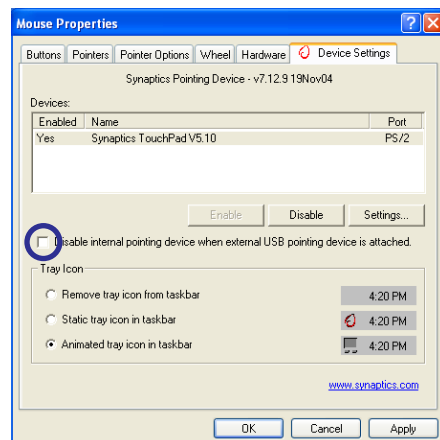 Mouse Properties
Buttons Pointers Pointer Options Wheel Hardware Device Settings
Synaptics Pointing Device - v7.12.9 19Nov04
Devices:
Enabled Name Port
Yes Synaptics TouchPad V5.10 PS/2
Enable Disable Settings...
Disable internal pointing device when external USB pointing device is attached.
Tray Icon
Remove tray icon from taskbar 4:20 PM
Static tray icon in taskbar 4:20 PM
Animated tray icon in taskbar 4:20 PM
www.synaptics.com
OK Cancel Apply